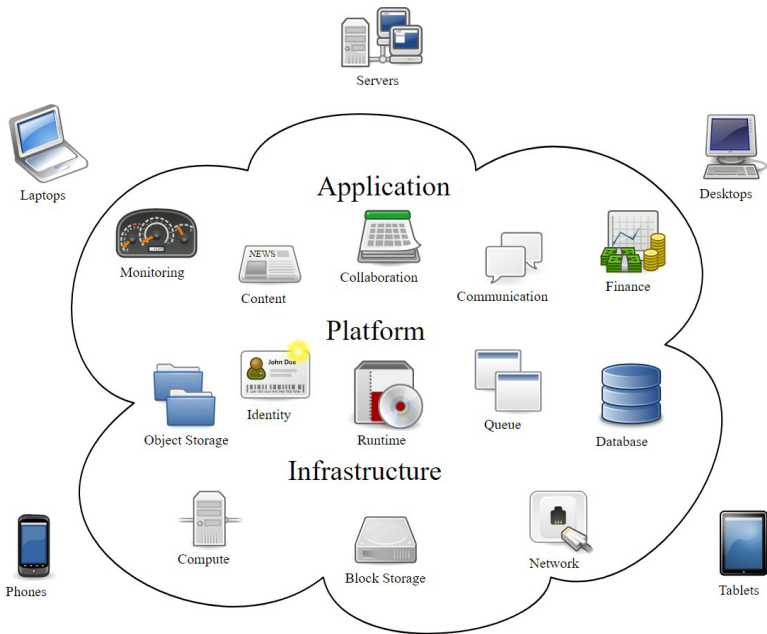 Servers
Laptops
Desktops
Application
Monitoring
Content
NEWS
Collaboration
Communication
Finance
Platform
Object Storage
John Doe
Identity
Runtime
Queue
Database
Infrastructure
Compute
Block Storage
Network
Phones
Tablets